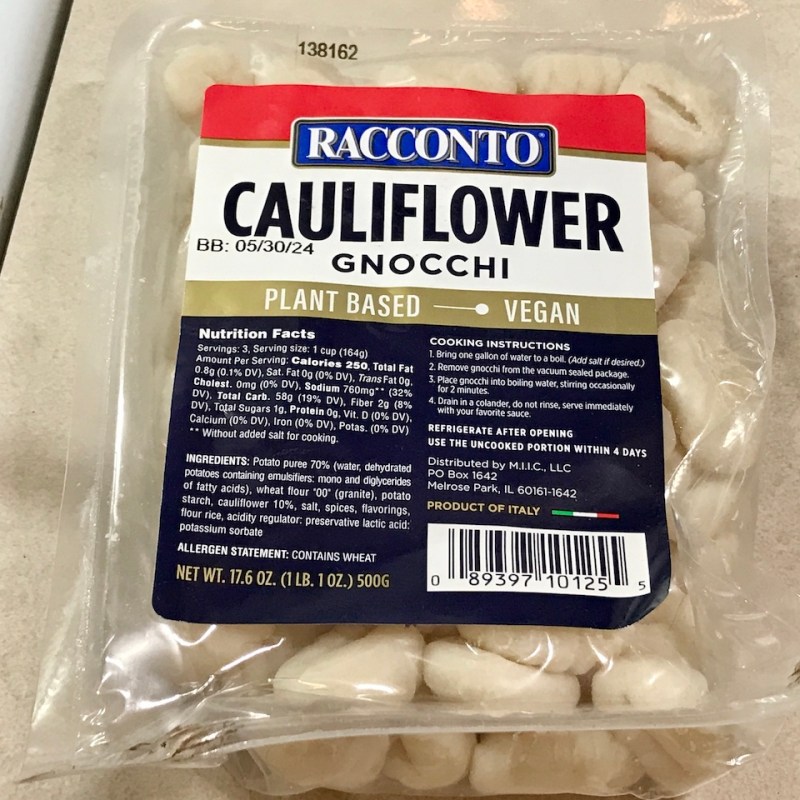 138162
RACCONTO®
CAULIFLOWER
BB: 05/30/24
GNOCCHI
PLANT BASED VEGAN
Nutrition Facts
Servings: 3, Serving size: 1 cup (164g)
Amount Per Serving: Calories 250, Total Fat
0.8g (0.1% DV), Sat. Fat 0g (0% DV), Trans Fat 0g,
Cholest. 0mg (0% DV), Sodium 760mg** (32%
DV), Total Carb. 58g (19% DV), Fiber 2g (8%
DV), Total Sugars 1g, Protein 0g, Vit. D (0% DV),
Calcium (0% DV), Iron (0% DV), Potas. (0% DV)
** Without added salt for cooking.
INGREDIENTS: Potato puree 70% (water, dehydrated
potatoes containing emulsifiers: mono and diglycerides
of fatty acids), wheat flour "00" (granite), potato
starch, cauliflower 10%, salt, spices, flavorings,
flour rice, acidity regulator: preservative lactic acid:
potassium sorbate
ALLERGEN STATEMENT: CONTAINS WHEAT
NET WT. 17.6 OZ. (1 LB. 1 OZ.) 500G
COOKING INSTRUCTIONS
1. Bring one gallon of water to a boil. (Add salt if desired.)
2. Remove gnocchi from the vacuum sealed package.
3. Place gnocchi into boiling water, stirring occasionally
for 2 minutes.
4. Drain in a colander, do not rinse, serve immediately
with your favorite sauce.
REFRIGERATE AFTER OPENING
USE THE UNCOOKED PORTION WITHIN 4 DAYS
Distributed by M.I.I.C., LLC
PO Box 1642
Melrose Park, IL 60161-1642
PRODUCT OF ITALY
0 89397 10125 5